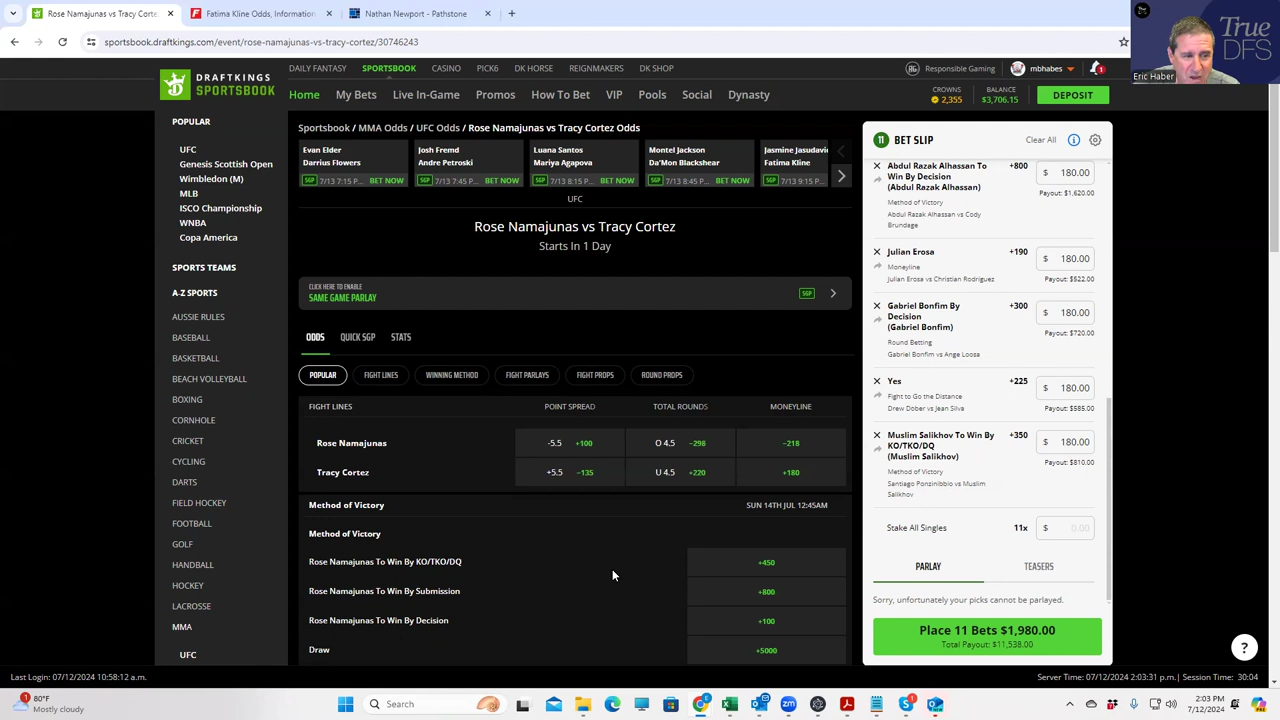 Rose Namajunas vs Tracy Cortez
Fatima Kline Odds, Information
Nathan Newport - Pathstone
sportsbook.draftkings.com/event/rose-namajunas-vs-tracy-cortez/30746243
True
DFS
Eric Haber
DRAFTKINGS
SPORTSBOOK
DAILY FANTASY
SPORTSBOOK
CASINO
PICK6
DK HORSE
REIGNMAKERS
DK SHOP
RG Responsible Gaming
mbhabes
1
Home
My Bets
Live In-Game
Promos
How To Bet
VIP
Pools
Social
Dynasty
CROWNS
2,355
BALANCE
$3,706.15
DEPOSIT
POPULAR
UFC
Genesis Scottish Open
Wimbledon (M)
MLB
ISCO Championship
WNBA
Copa America
SPORTS TEAMS
A-Z SPORTS
AUSSIE RULES
BASEBALL
BASKETBALL
BEACH VOLLEYBALL
BOXING
CORNHOLE
CRICKET
CYCLING
DARTS
FIELD HOCKEY
FOOTBALL
GOLF
HANDBALL
HOCKEY
LACROSSE
MMA
UFC
Sportsbook / MMA Odds / UFC Odds / Rose Namajunas vs Tracy Cortez Odds
Evan Elder
Darrius Flowers
SGP 7/13 7:15 P... BET NOW
Josh Fremd
Andre Petroski
SGP 7/13 7:45 P... BET NOW
Luana Santos
Mariya Agapova
SGP 7/13 8:15 P... BET NOW
Montel Jackson
Da'Mon Blackshear
SGP 7/13 8:45 P... BET NOW
Jasmine Jasudavic
Fatima Kline
SGP 7/13 9:15 P... BET NOW
UFC
Rose Namajunas vs Tracy Cortez
Starts In 1 Day
CLICK HERE TO ENABLE
SAME GAME PARLAY
SGP
ODDS
QUICK SGP
STATS
POPULAR
FIGHT LINES
WINNING METHOD
FIGHT PARLAYS
FIGHT PROPS
ROUND PROPS
FIGHT LINES POINT SPREAD TOTAL ROUNDS MONEYLINE
Rose Namajunas -5.5 +100 O 4.5 −298 −218
Tracy Cortez +5.5 −135 U 4.5 +220 +180
Method of Victory SUN 14TH JUL 12:45AM
Method of Victory
Rose Namajunas To Win By KO/TKO/DQ +450
Rose Namajunas To Win By Submission +800
Rose Namajunas To Win By Decision +100
Draw +5000
11 BET SLIP
Clear All
Abdul Razak Alhassan To +800 $ 180.00
Win By Decision
(Abdul Razak Alhassan) Payout: $1,620.00
Method of Victory
Abdul Razak Alhassan vs Cody
Brundage
Julian Erosa +190 $ 180.00
Moneyline
Julian Erosa vs Christian Rodriguez Payout: $522.00
Gabriel Bonfim By +300 $ 180.00
Decision
(Gabriel Bonfim) Payout: $720.00
Round Betting
Gabriel Bonfim vs Ange Loosa
Yes +225 $ 180.00
Fight to Go the Distance
Drew Dober vs Jean Silva Payout: $585.00
Muslim Salikhov To Win By +350 $ 180.00
KO/TKO/DQ
(Muslim Salikhov) Payout: $810.00
Method of Victory
Santiago Ponzinibbio vs Muslim
Salikhov
Stake All Singles 11x $ 0.00
PARLAY
TEASERS
Sorry, unfortunately your picks cannot be parlayed.
Place 11 Bets $1,980.00
Total Payout: $11,538.00
?
Last Login: 07/12/2024 10:58:12 a.m.
Server Time: 07/12/2024 2:03:31 p.m.| Session Time: 30:04
1
80°F
Mostly cloudy
Search
2:03 PM
7/12/2024